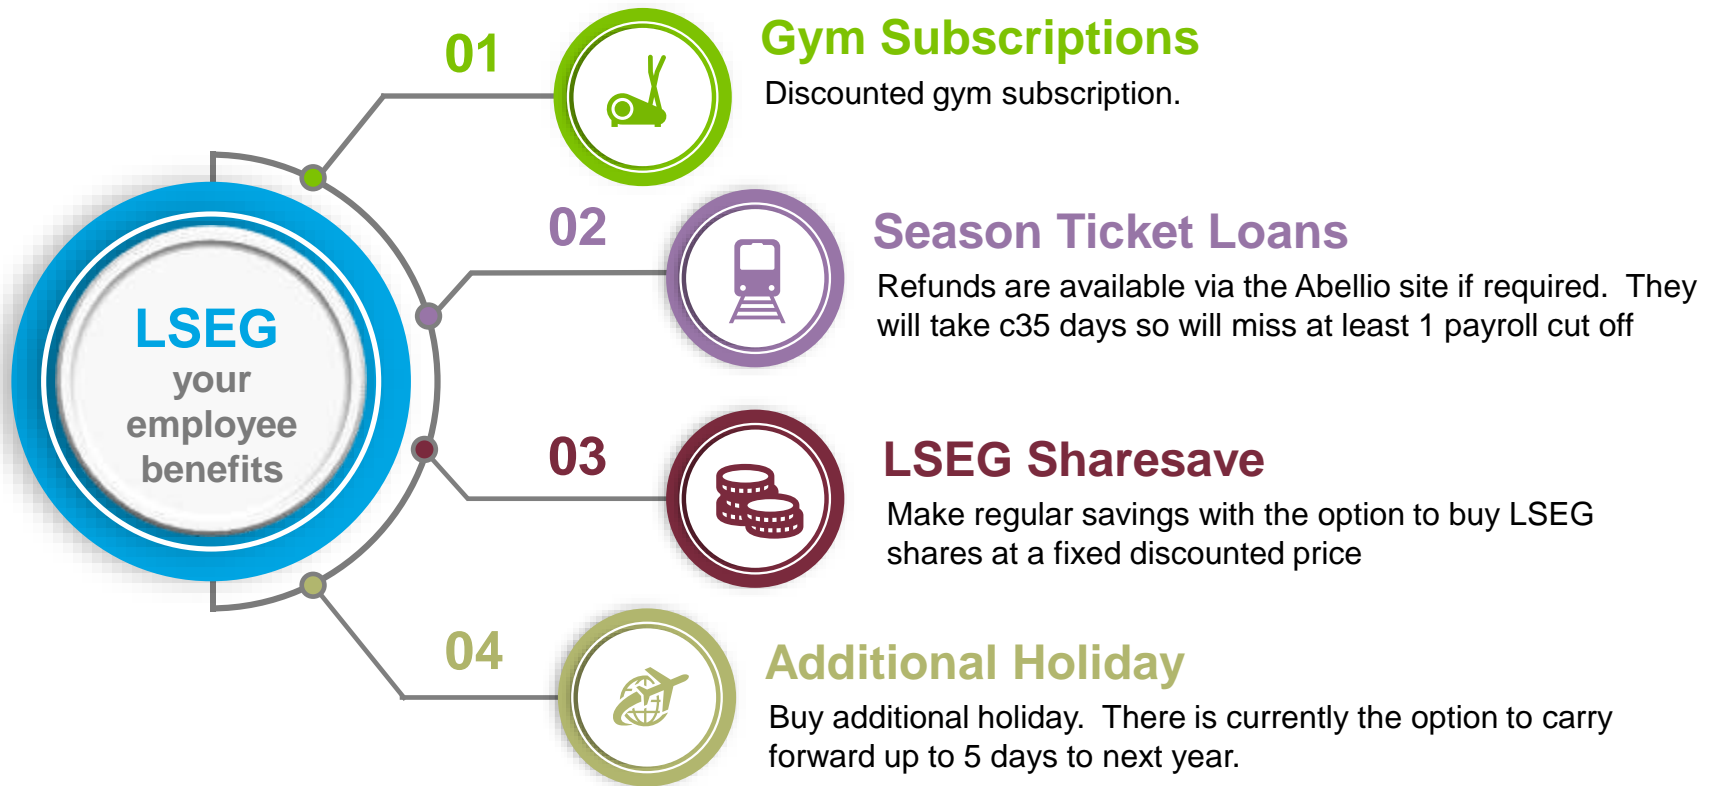 LSEG
your
employee
benefits
01
Gym Subscriptions
Discounted gym subscription.
02
Season Ticket Loans
Refunds are available via the Abellio site if required.  They
will take c35 days so will miss at least 1 payroll cut off
03
LSEG Sharesave
Make regular savings with the option to buy LSEG
shares at a fixed discounted price
04
Additional Holiday
Buy additional holiday.  There is currently the option to carry
forward up to 5 days to next year.